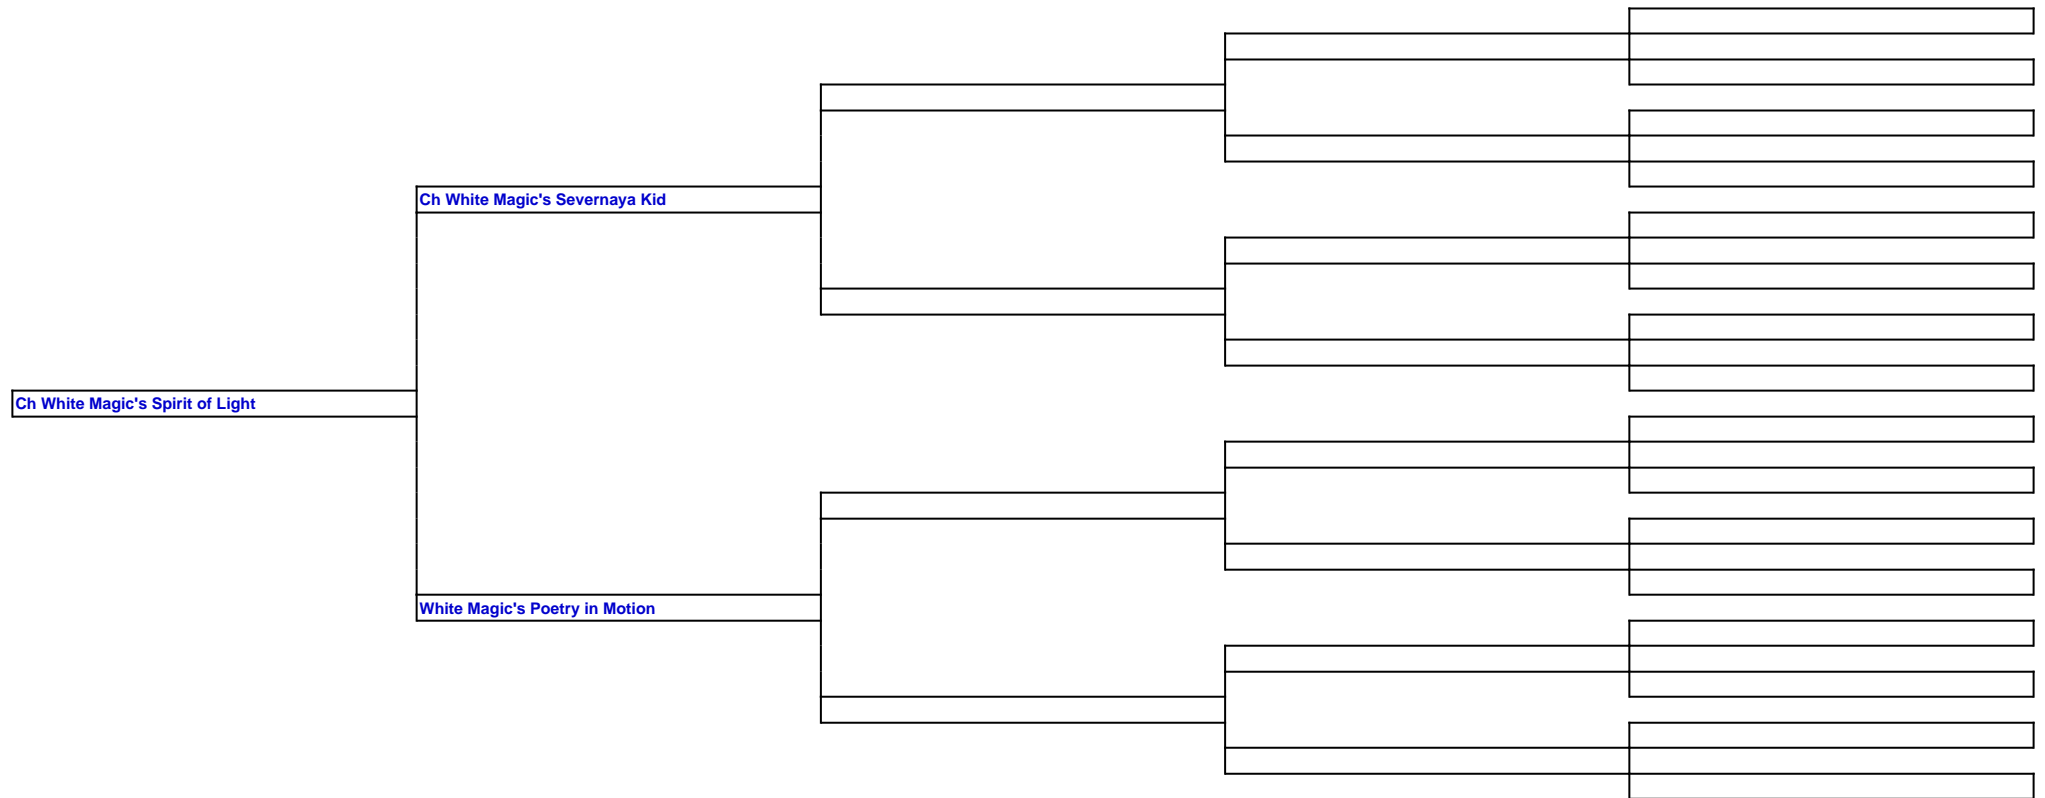 Ch White Magic's Severnaya Kid
Ch White Magic's Spirit of Light
White Magic's Poetry in Motion